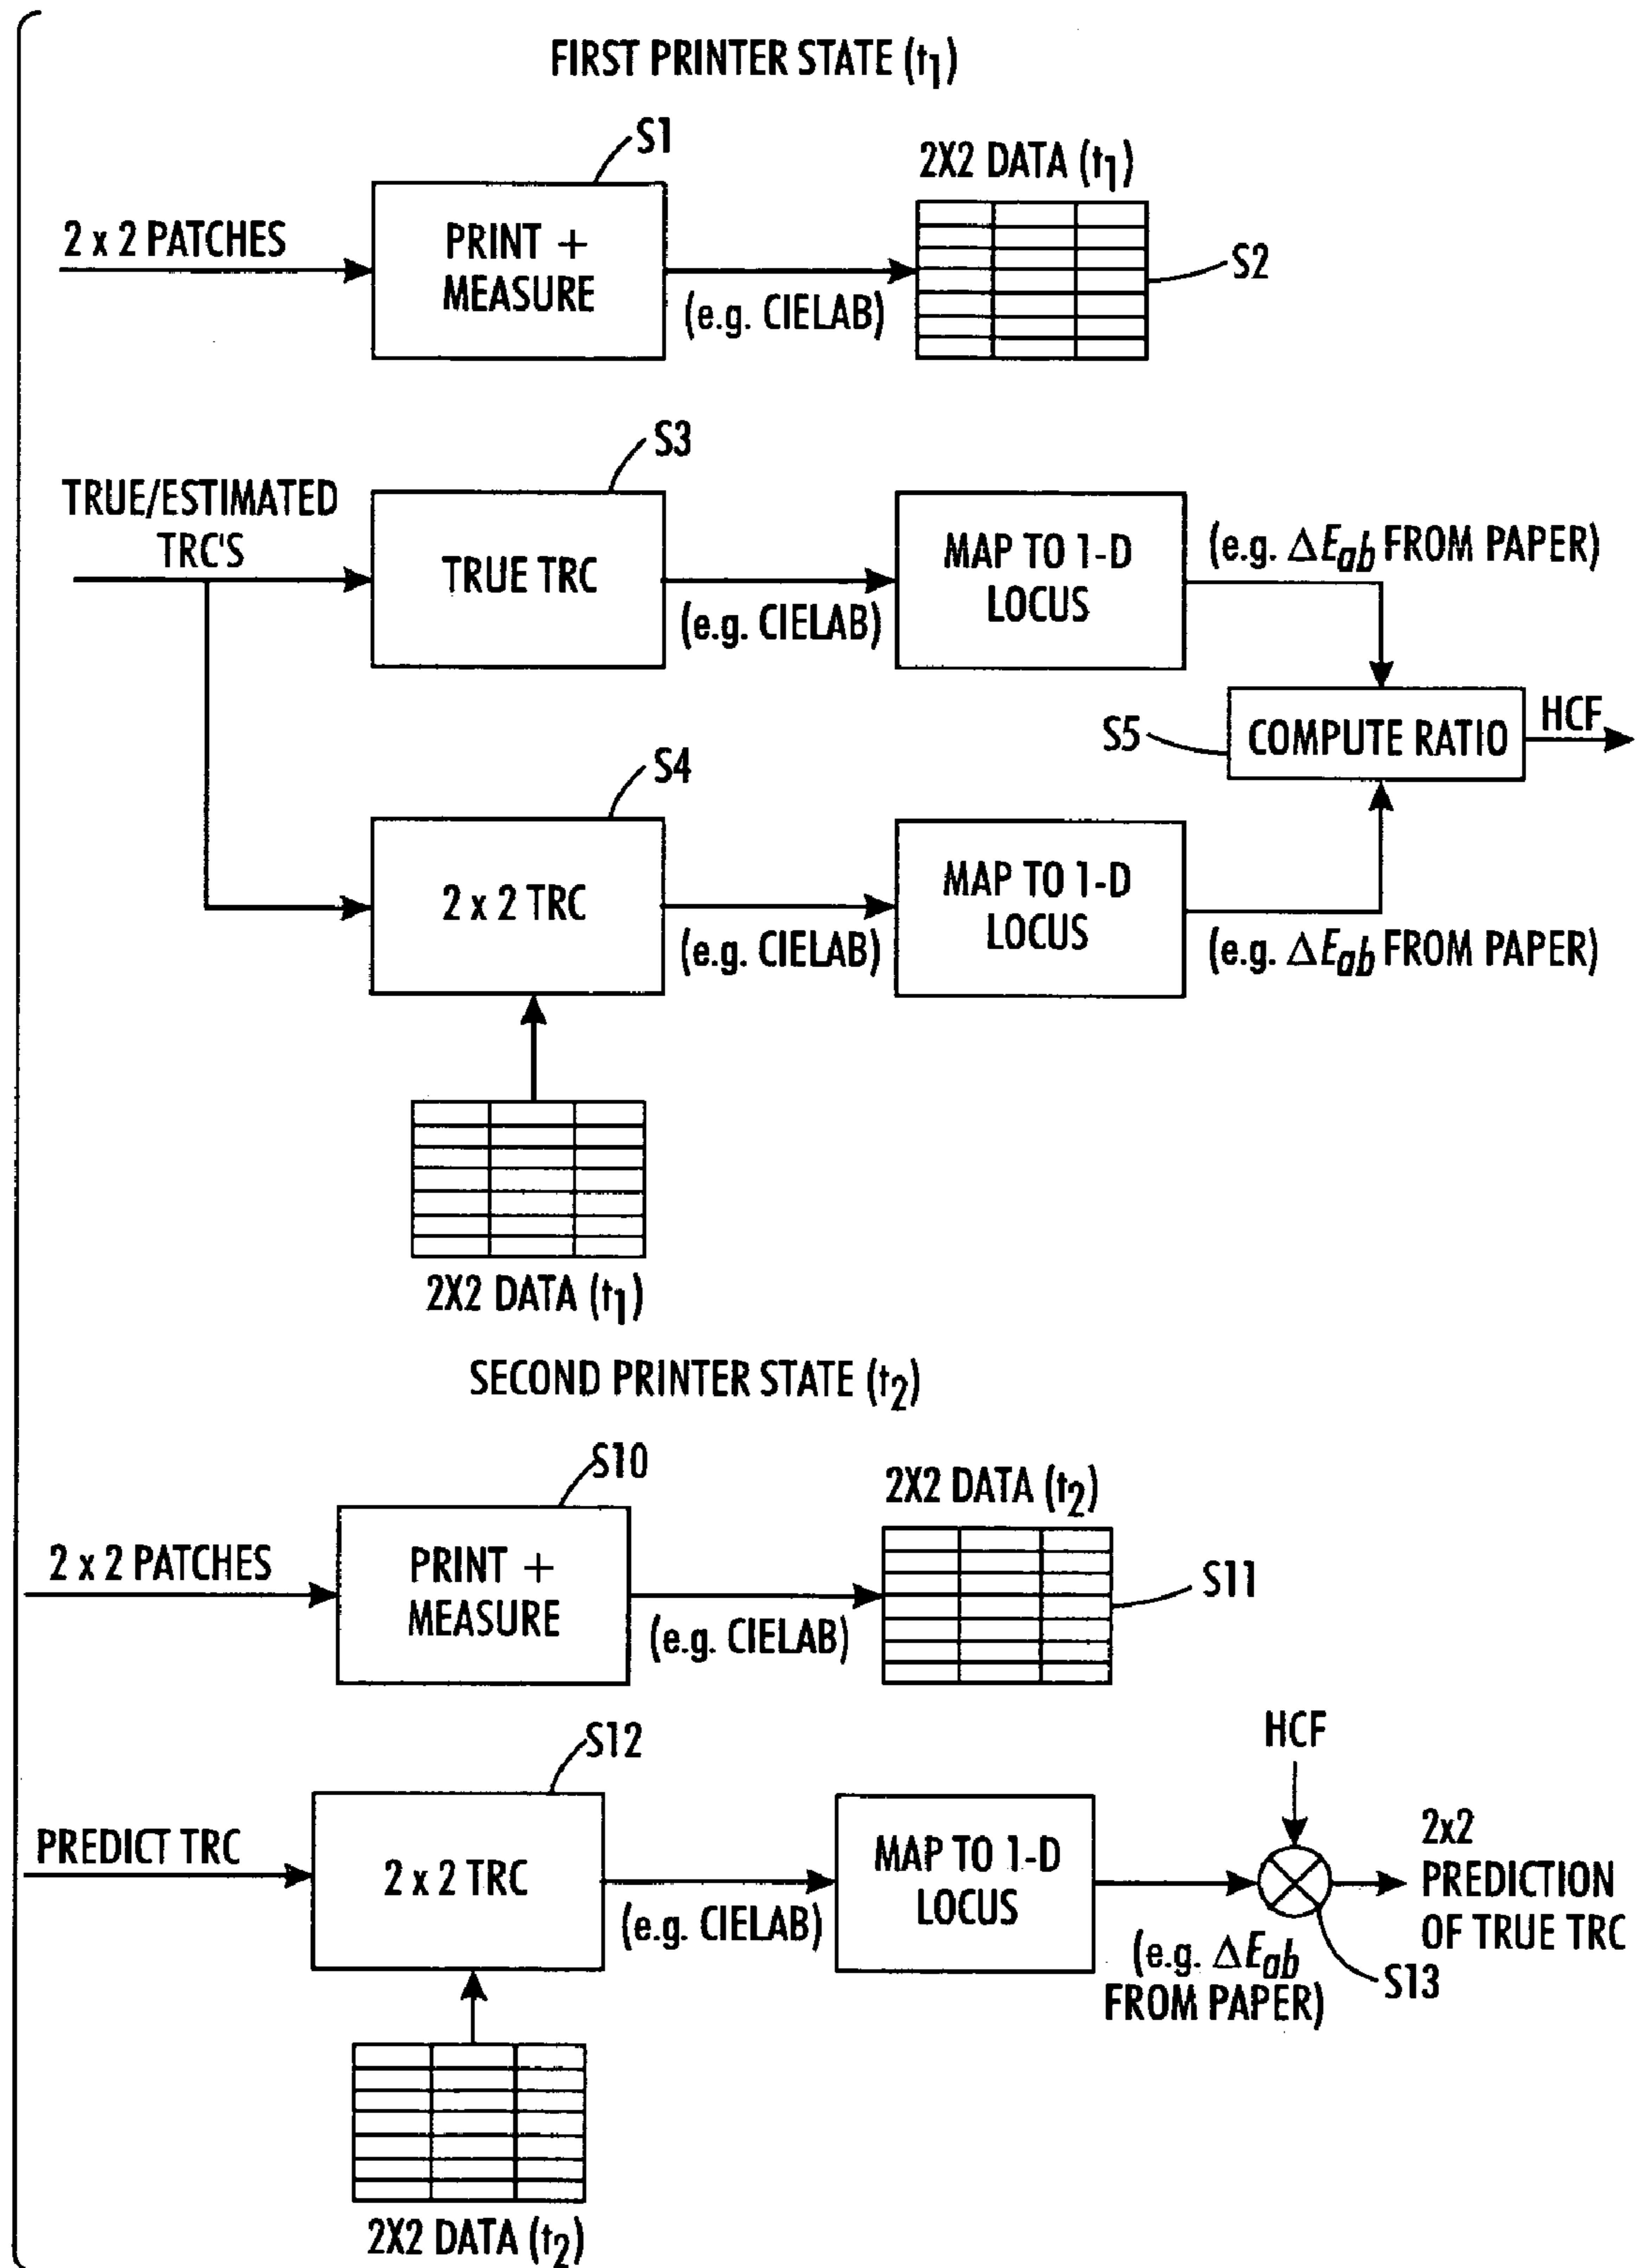 FIRST PRINTER STATE (t1)
S1
2X2 DATA (t1)
2 x 2 PATCHES
PRINT +
MEASURE
(e.g. CIELAB)
S2
S3
TRUE/ESTIMATED
TRC'S
TRUE TRC
(e.g. CIELAB)
MAP TO 1-D
LOCUS
(e.g. ΔEab FROM PAPER)
S5
COMPUTE RATIO
HCF
S4
2 x 2 TRC
(e.g. CIELAB)
MAP TO 1-D
LOCUS
(e.g. ΔEab FROM PAPER)
2X2 DATA (t1)
SECOND PRINTER STATE (t2)
S10
2X2 DATA (t2)
2 x 2 PATCHES
PRINT +
MEASURE
(e.g. CIELAB)
S11
S12
HCF
PREDICT TRC
2 x 2 TRC
(e.g. CIELAB)
MAP TO 1-D
LOCUS
(e.g. ΔEab
FROM PAPER)
2x2
PREDICTION
OF TRUE TRC
S13
2X2 DATA (t2)